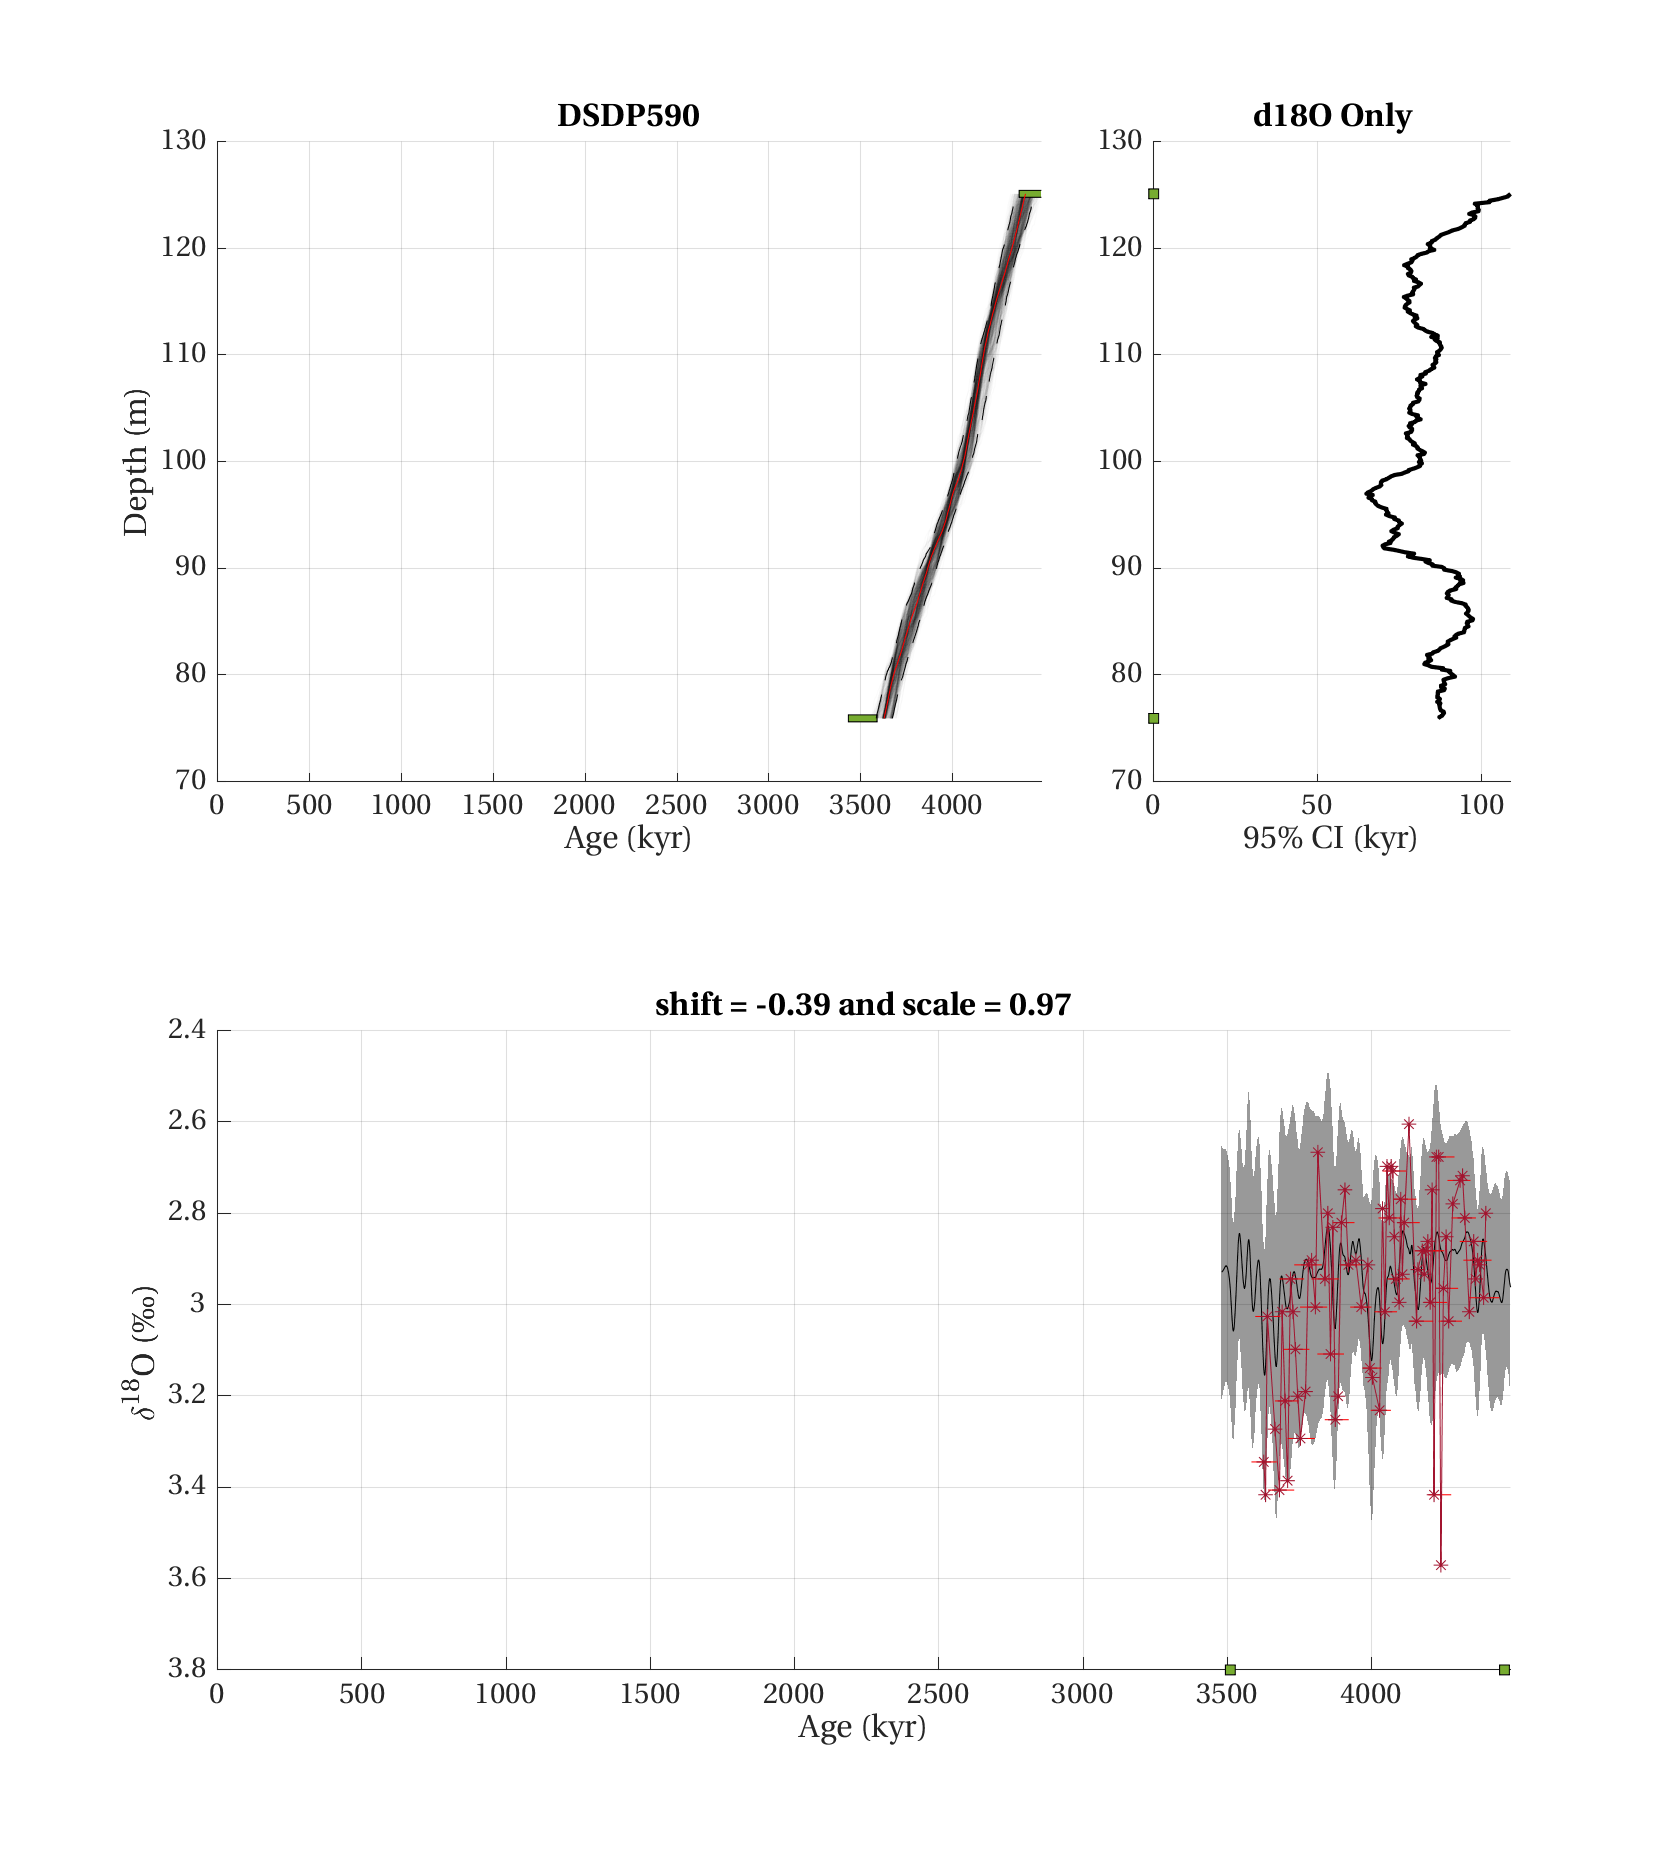 DSDP590
130
120
110
100
90
80
70
Depth (m)
0 500 1000 1500 2000 2500 3000 3500 4000
Age (kyr)
d18O Only
130
120
110
100
90
80
70
0 50 100
95% CI (kyr)
shift = -0.39 and scale = 0.97
2.4
2.6
2.8
3
3.2
3.4
3.6
3.8
δ18O (‰)
0 500 1000 1500 2000 2500 3000 3500 4000
Age (kyr)